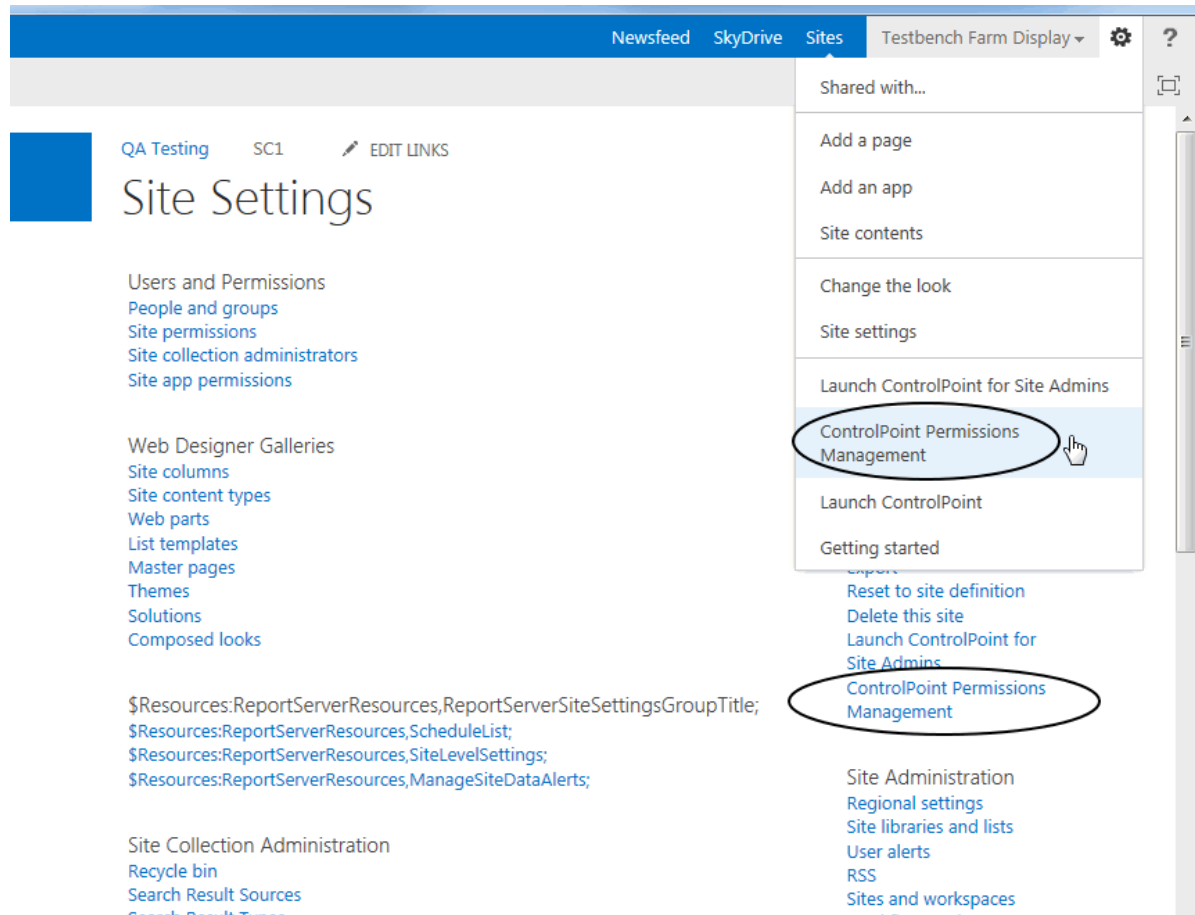 Newsfeed SkyDrive Sites Testbench Farm Display ?
Shared with...
Add a page
Add an app
Site contents
Change the look
Site settings
Launch ControlPoint for Site Admins
ControlPoint Permissions
Management
Launch ControlPoint
Getting started
QA Testing SC1 EDIT LINKS
Site Settings
Users and Permissions
People and groups
Site permissions
Site collection administrators
Site app permissions
Web Designer Galleries
Site columns
Site content types
Web parts
List templates
Master pages
Themes
Solutions
Composed looks
$Resources:ReportServerResources,ReportServerSiteSettingsGroupTitle;
$Resources:ReportServerResources,ScheduleList;
$Resources:ReportServerResources,SiteLevelSettings;
$Resources:ReportServerResources,ManageSiteDataAlerts;
Site Collection Administration
Recycle bin
Search Result Sources
Search Result Types
Reset to site definition
Delete this site
Launch ControlPoint for
Site Admins
ControlPoint Permissions
Management
Site Administration
Regional settings
Site libraries and lists
User alerts
RSS
Sites and workspaces